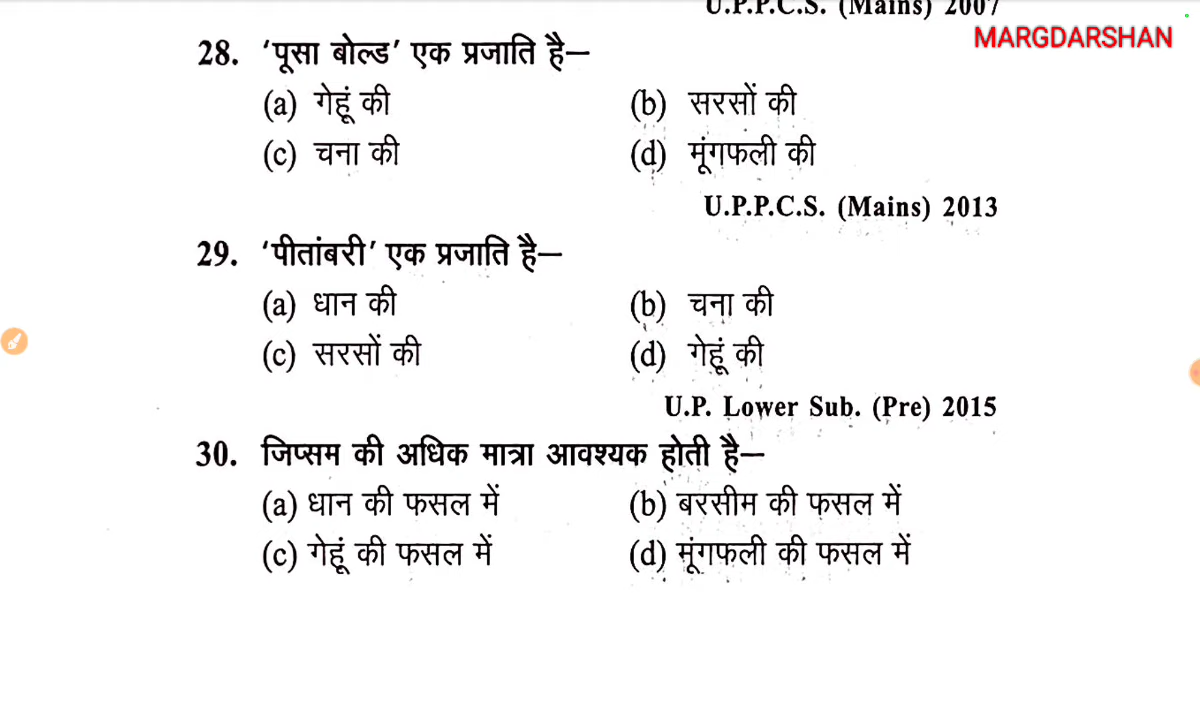 U.P.P.C.S. (Mains) 2007
MARGDARSHAN
28. ‘पूसा बोल्ड’ एक प्रजाति है—
(a) गेहूं की (b) सरसों की
(c) चना की (d) मूंगफली की
U.P.P.C.S. (Mains) 2013
29. ‘पीतांबरी’ एक प्रजाति है—
(a) धान की (b) चना की
(c) सरसों की (d) गेहूं की
U.P. Lower Sub. (Pre) 2015
30. जिप्सम की अधिक मात्रा आवश्यक होती है—
(a) धान की फसल में (b) बरसीम की फसल में
(c) गेहूं की फसल में (d) मूंगफली की फसल में